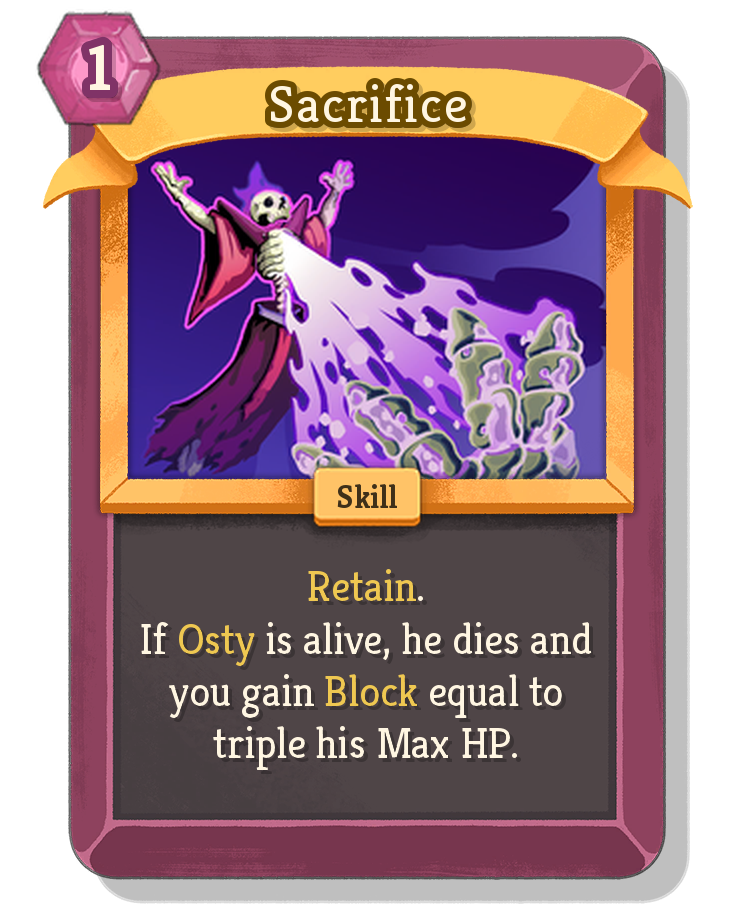 1
Sacrifice
Skill
Retain.
If Osty is alive, he dies and
you gain Block equal to
triple his Max HP.